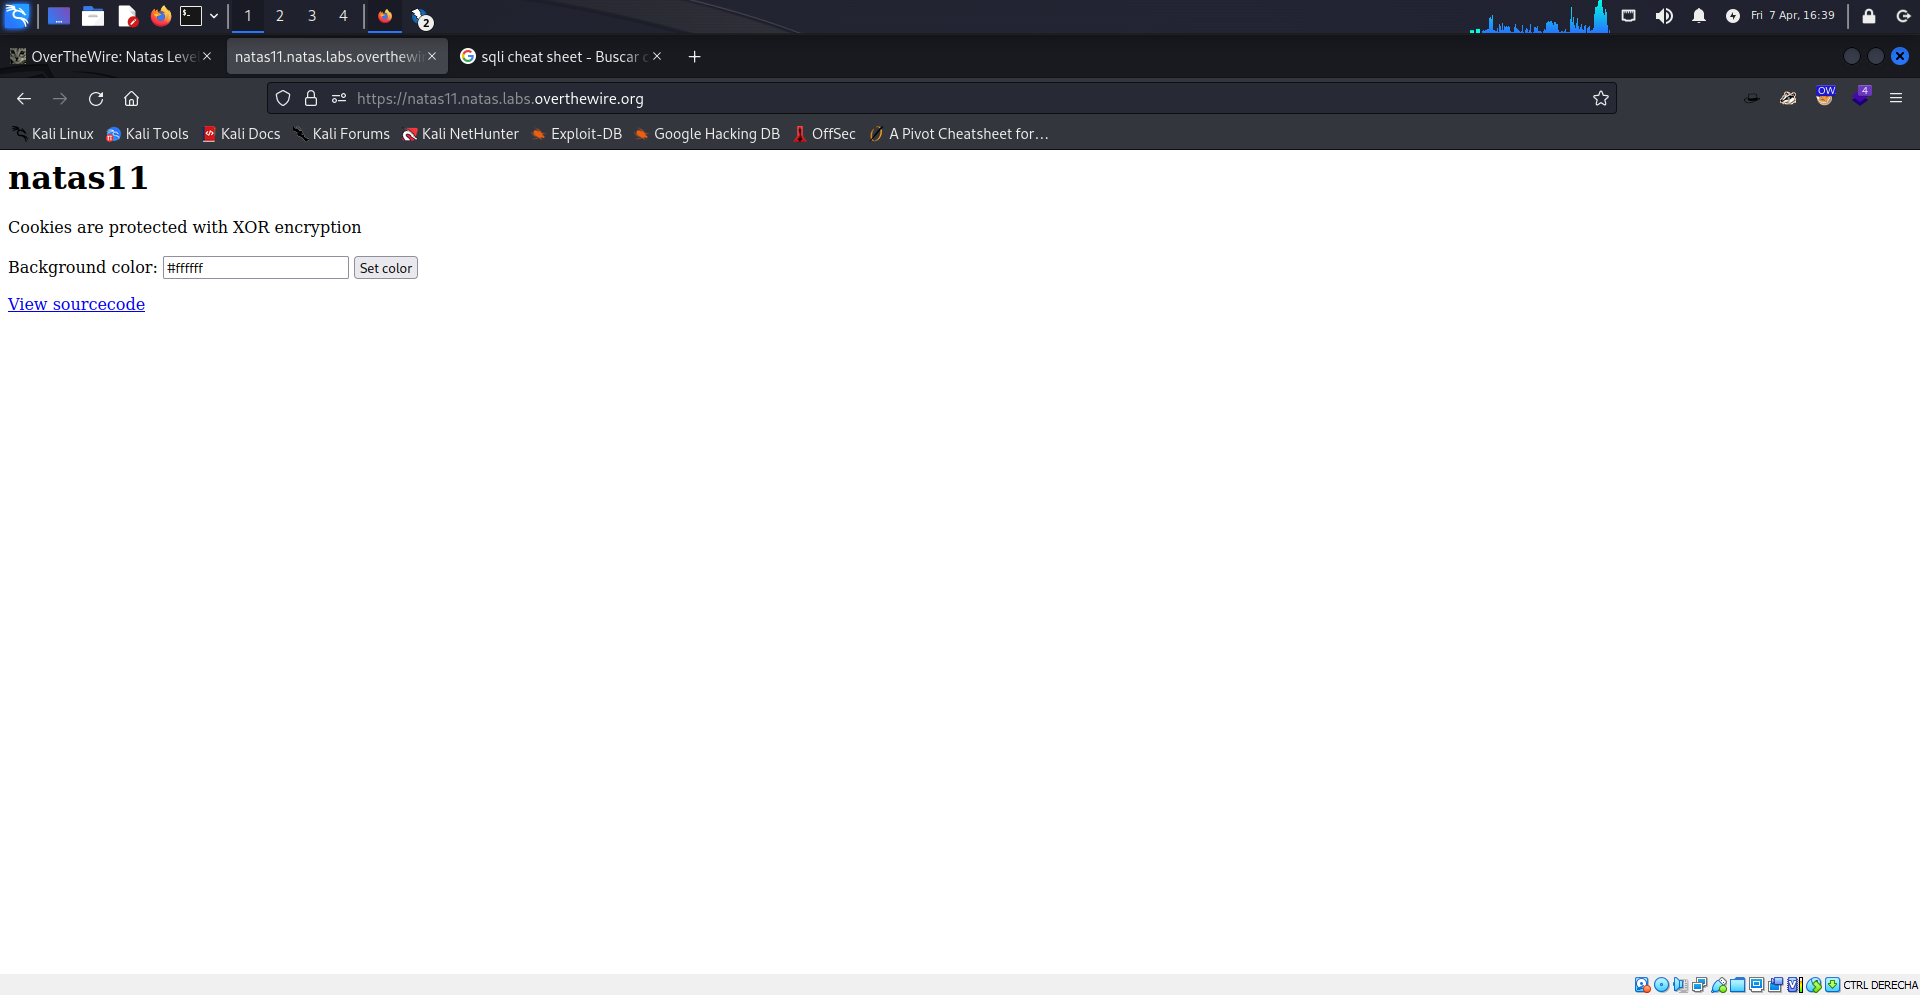 1 2 3 4 2 Fri 7 Apr, 16:39
OverTheWire: Natas Leve natas11.natas.labs.overthewi sqli cheat sheet - Buscar c
https://natas11.natas.labs.overthewire.org OW 4
Kali Linux Kali Tools Kali Docs Kali Forums Kali NetHunter Exploit-DB Google Hacking DB OffSec A Pivot Cheatsheet for…
natas11
Cookies are protected with XOR encryption
Background color: #ffffff Set color
View sourcecode
CTRL DERECHA